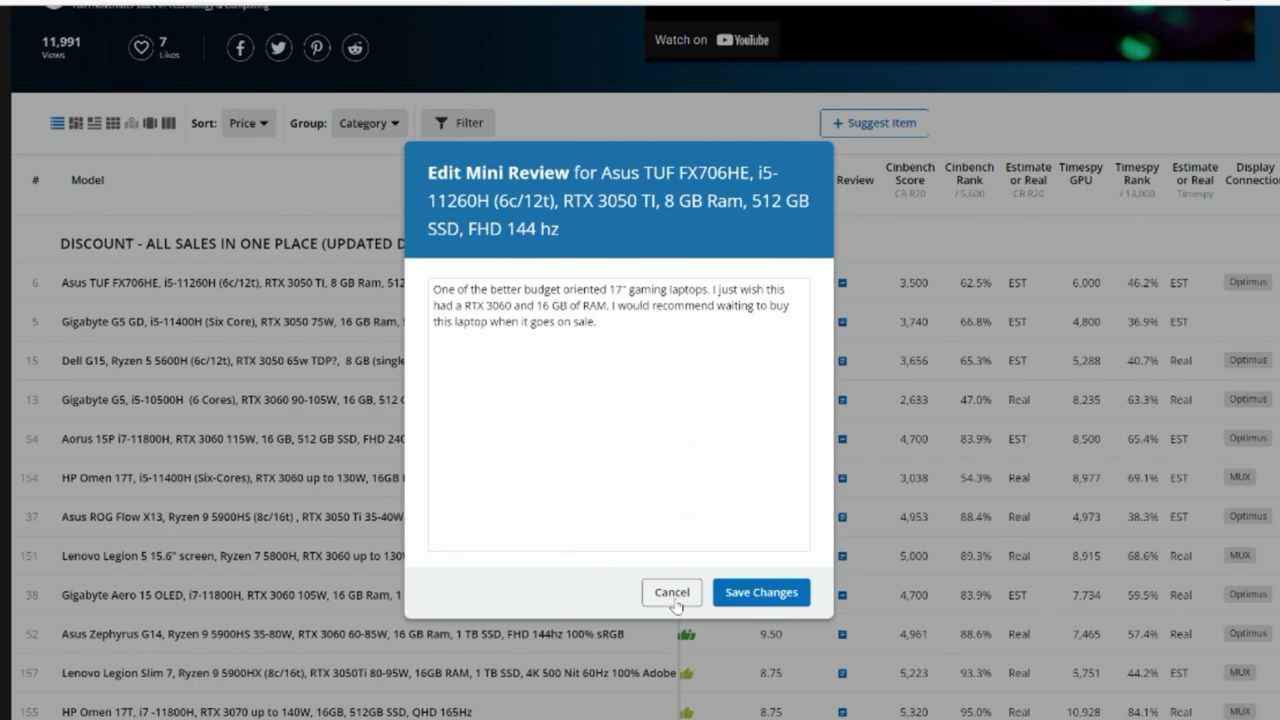 11,991
Views
7
Likes
Watch on YouTube
Sort: Price
Group: Category
Filter
+ Suggest Item
# Model
Review
Cinbench Score CB R20
Cinbench Rank / 5,600
Estimate or Real CB R20
Timespy GPU
Timespy Rank / 13,000
Estimate or Real Timespy
Display
Edit Mini Review for Asus TUF FX706HE, i5-
11260H (6c/12t), RTX 3050 TI, 8 GB Ram, 512 GB
SSD, FHD 144 hz
One of the better budget oriented 17" gaming laptops. I just wish this
had a RTX 3060 and 16 GB of RAM. I would recommend waiting to buy
this laptop when it goes on sale.
Cancel
Save Changes
DISCOUNT - ALL SALES IN ONE PLACE (UPDATED D
6 Asus TUF FX706HE, i5-11260H (6c/12t), RTX 3050 TI, 8 GB Ram, 512 3,500 62.5% EST 6,000 46.2% EST Optimus
5 Gigabyte G5 GD, i5-11400H (Six Core), RTX 3050 75W, 16 GB Ram, 3,740 66.8% EST 4,800 36.9% EST
15 Dell G15, Ryzen 5 5600H (6c/12t), RTX 3050 65w TDP?, 8 GB (single 3,656 65.3% EST 5,288 40.7% Real Optimus
13 Gigabyte G5, i5-10500H (6 Cores), RTX 3060 90-105W, 16 GB, 512 2,633 47.0% Real 8,235 63.3% EST Optimus
54 Aorus 15P i7-11800H, RTX 3060 115W, 16 GB, 512 GB SSD, FHD 240 4,700 83.9% EST 8,500 65.4% EST Optimus
154 HP Omen 17T, i5-11400H (Six-Cores), RTX 3060 up to 130W, 16GB 3,038 54.3% Real 8,977 69.1% EST MUX
37 Asus ROG Flow X13, Ryzen 9 5900HS (8c/16t) , RTX 3050 Ti 35-40W 4,953 88.4% Real 4,973 38.3% EST Optimus
151 Lenovo Legion 5 15.6" screen, Ryzen 7 5800H, RTX 3060 up to 130 5,000 89.3% Real 8,915 68.6% Real MUX
38 Gigabyte Aero 15 OLED, i7-11800H, RTX 3060 105W, 16 GB Ram, 1 4,700 83.9% EST 7,734 59.5% Real Optimus
52 Asus Zephyrus G14, Ryzen 9 5900HS 35-80W, RTX 3060 60-85W, 16 GB Ram, 1 TB SSD, FHD 144hz 100% sRGB 9.50 4,961 88.6% Real 7,465 57.4% Real Optimus
157 Lenovo Legion Slim 7, Ryzen 9 5900HX (8c/16t), RTX 3050Ti 80-95W, 16GB RAM, 1 TB SSD, 4K 500 Nit 60Hz 100% Adobe 8.75 5,223 93.3% Real 5,751 44.2% EST MUX
155 HP Omen 17T, i7 -11800H, RTX 3070 up to 140W, 16GB, 512GB SSD, QHD 165Hz 8.75 5,320 95.0% Real 10,928 84.1% Real MUX